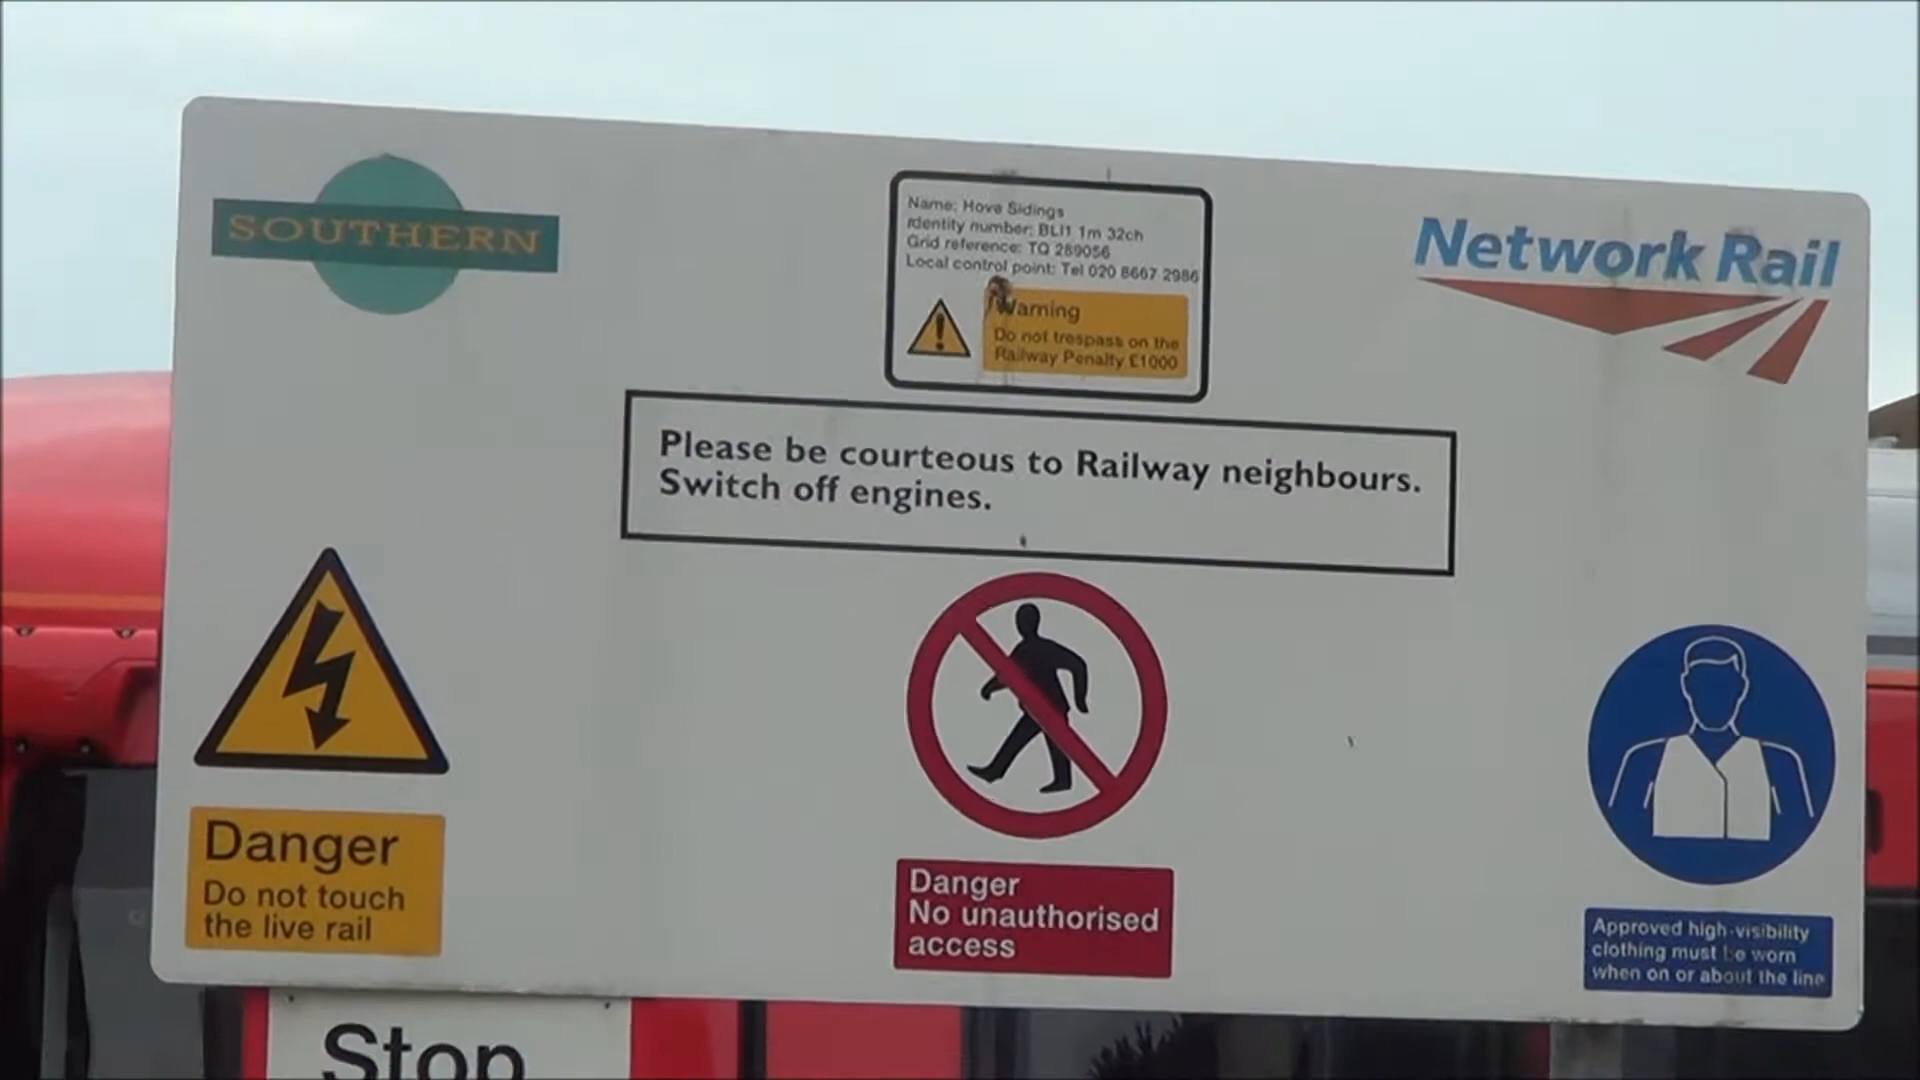 SOUTHERN
Name: Hove Sidings
Identity number: BLI1 1m 32ch
Grid reference: TQ 289056
Local control point: Tel 020 8667 2986
Warning
Do not trespass on the
Railway Penalty £1000
Network Rail
Please be courteous to Railway neighbours.
Switch off engines.
Danger
Do not touch
the live rail
Danger
No unauthorised
access
Approved high-visibility
clothing must be worn
when on or about the line
Stop